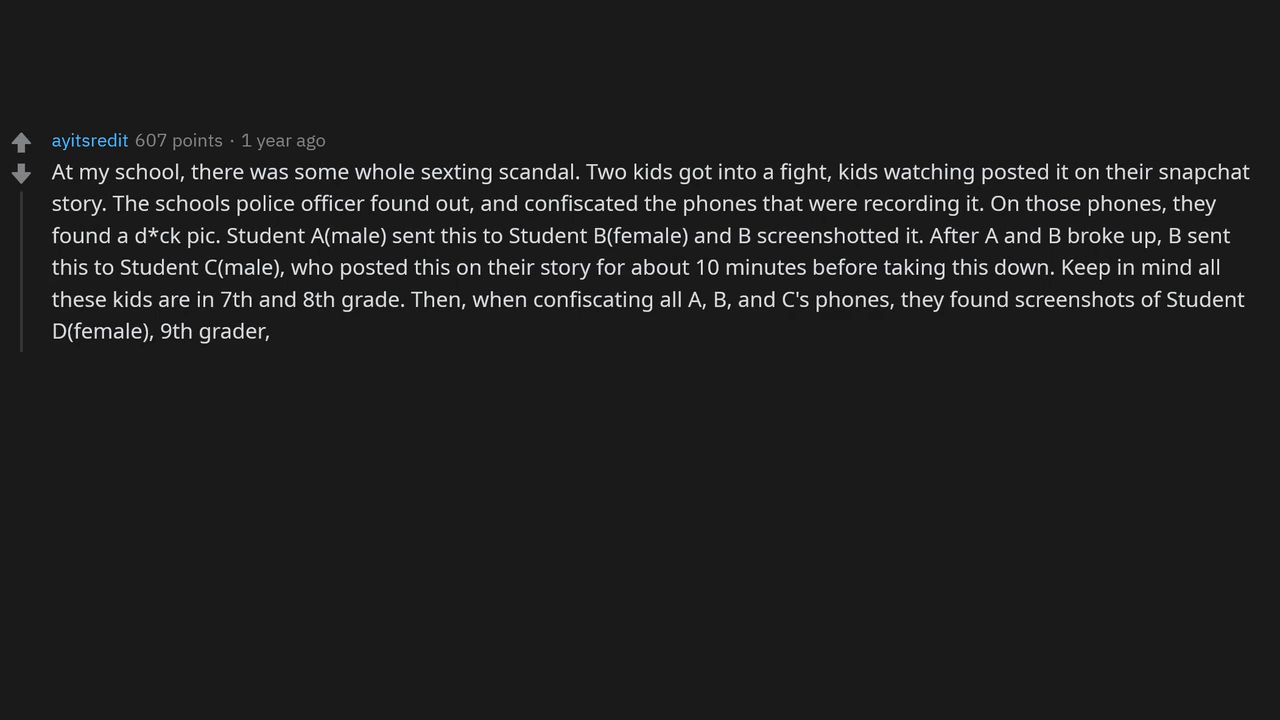 ayitsredit 607 points · 1 year ago
At my school, there was some whole sexting scandal. Two kids got into a fight, kids watching posted it on their snapchat
story. The schools police officer found out, and confiscated the phones that were recording it. On those phones, they
found a d*ck pic. Student A(male) sent this to Student B(female) and B screenshotted it. After A and B broke up, B sent
this to Student C(male), who posted this on their story for about 10 minutes before taking this down. Keep in mind all
these kids are in 7th and 8th grade. Then, when confiscating all A, B, and C's phones, they found screenshots of Student
D(female), 9th grader,